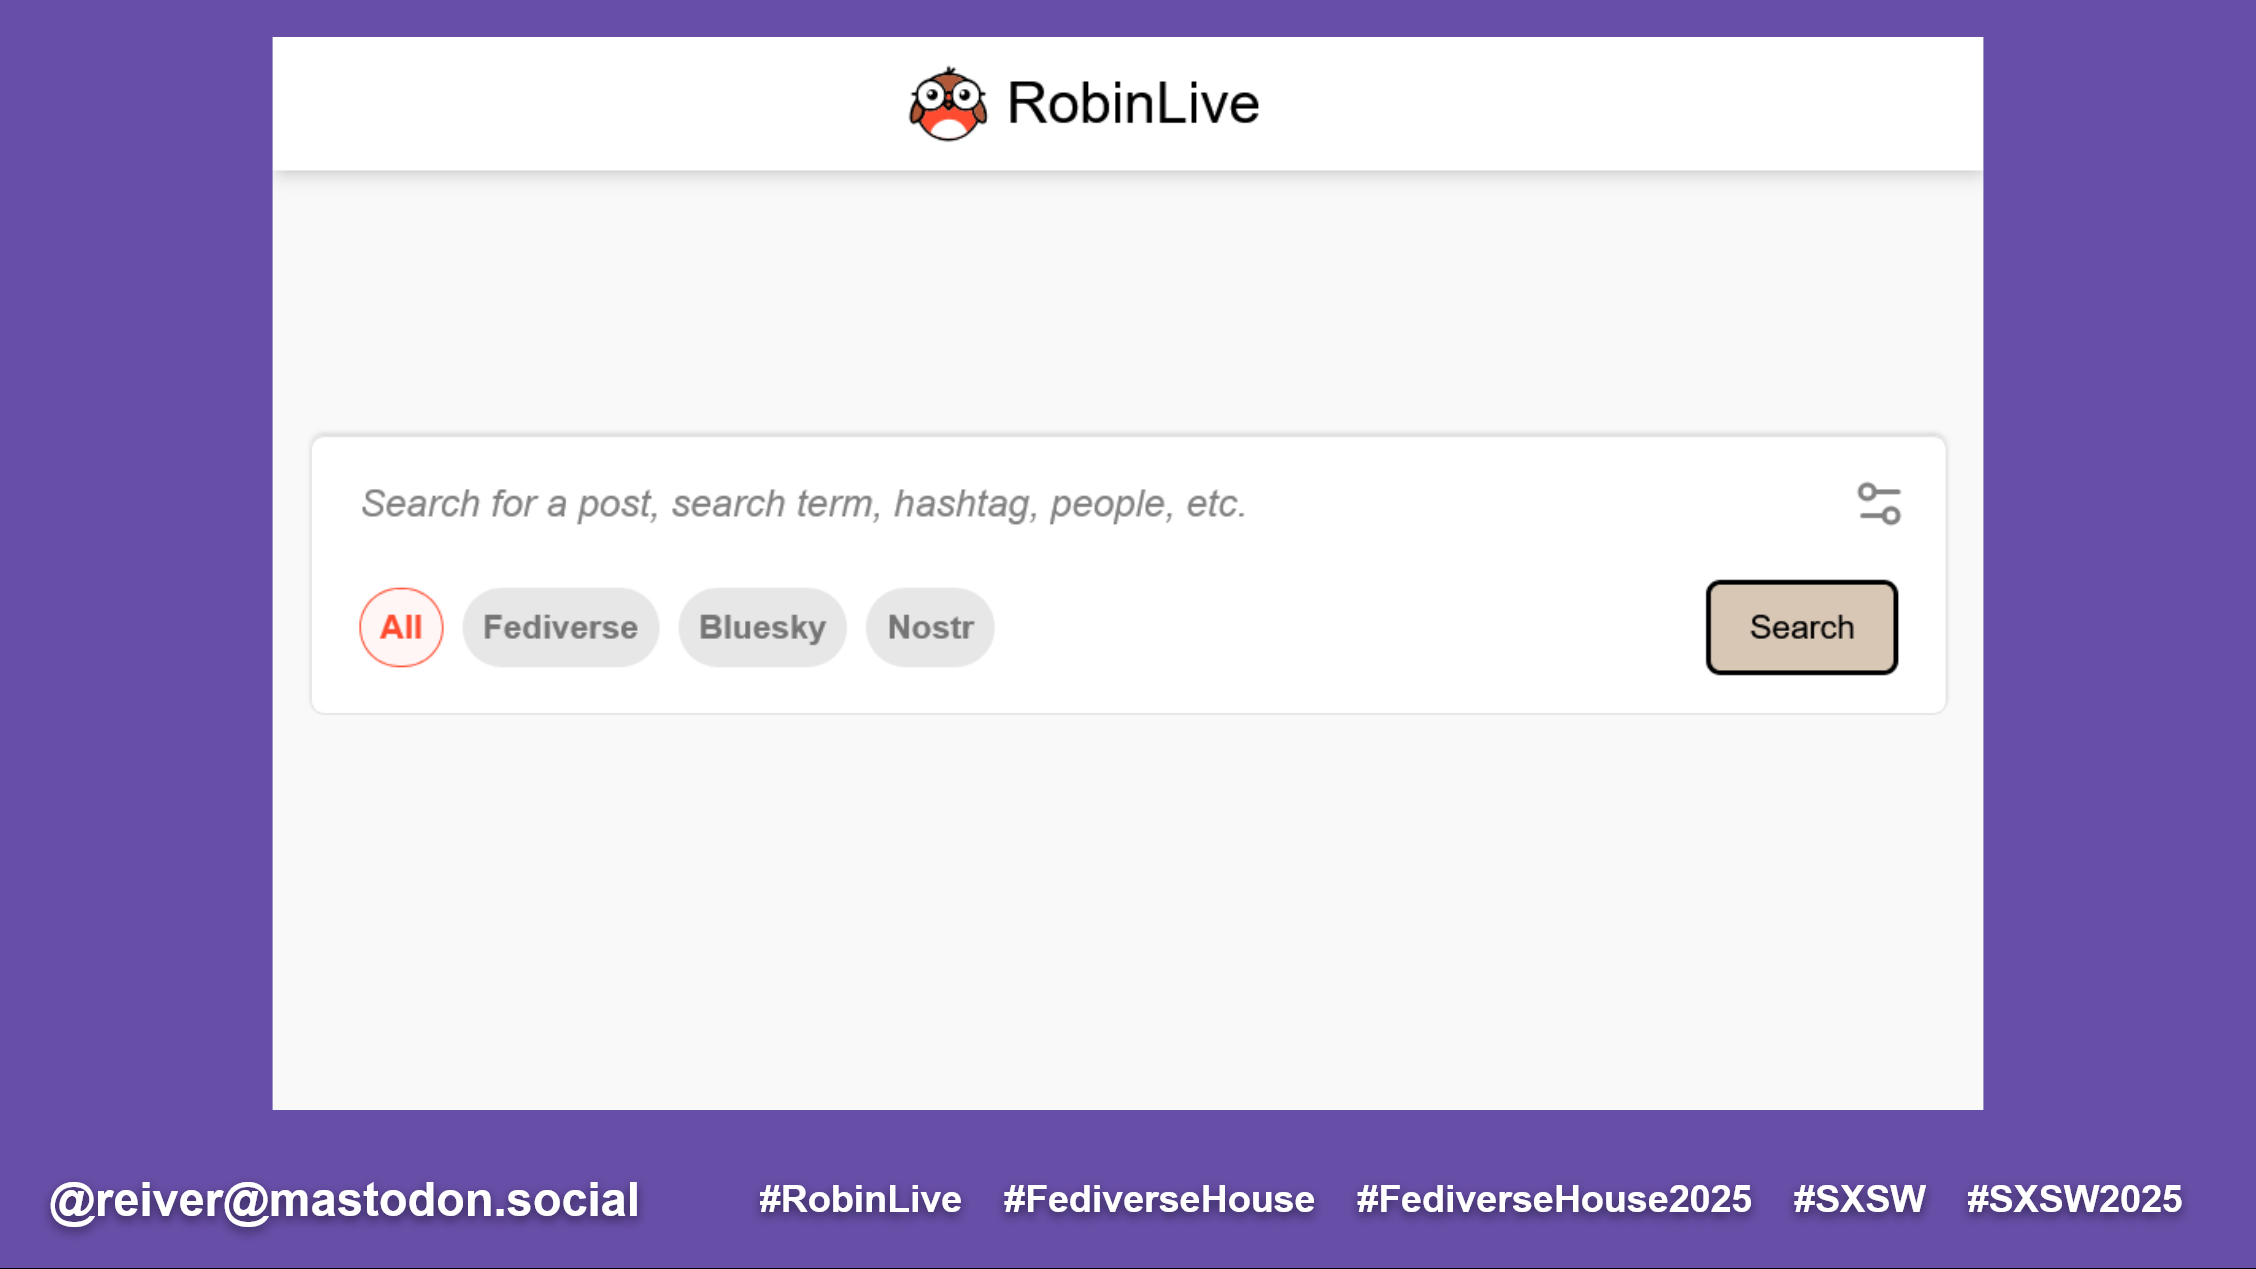 RobinLive
Search for a post, search term, hashtag, people, etc.
All Fediverse Bluesky Nostr Search
@reiver@mastodon.social #RobinLive #FediverseHouse #FediverseHouse2025 #SXSW #SXSW2025